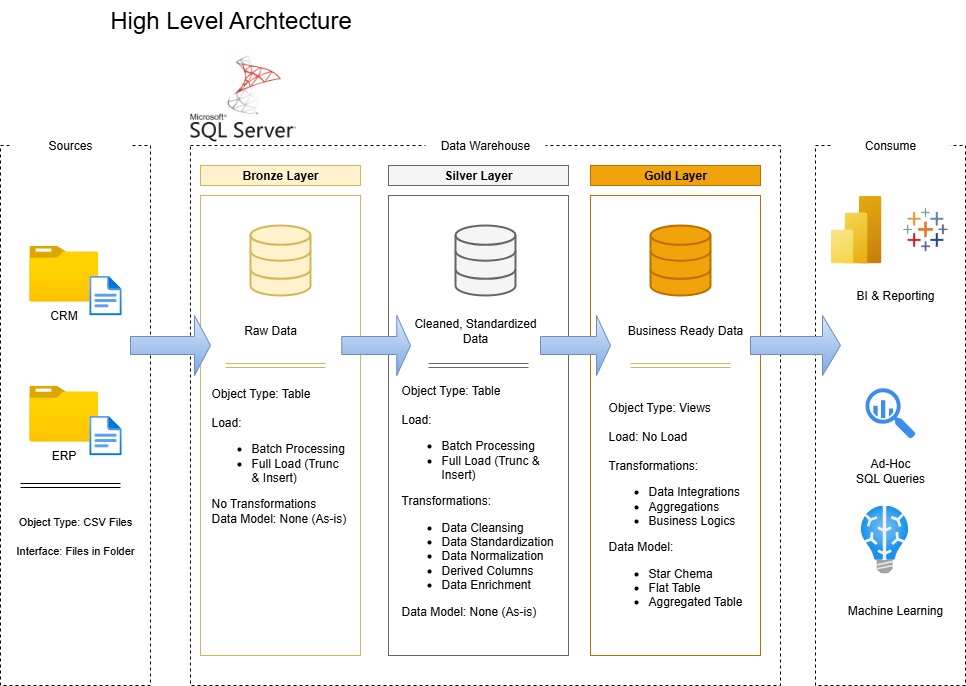 High Level Archtecture
Microsoft®
SQL Server
Sources
CRM
ERP
Object Type: CSV Files
Interface: Files in Folder
Data Warehouse
Bronze Layer
Raw Data
Object Type: Table
Load:
• Batch Processing
• Full Load (Trunc
& Insert)
No Transformations
Data Model: None (As-is)
Silver Layer
Cleaned, Standardized
Data
Object Type: Table
Load:
• Batch Processing
• Full Load (Trunc &
Insert)
Transformations:
• Data Cleansing
• Data Standardization
• Data Normalization
• Derived Columns
• Data Enrichment
Data Model: None (As-is)
Gold Layer
Business Ready Data
Object Type: Views
Load: No Load
Transformations:
• Data Integrations
• Aggregations
• Business Logics
Data Model:
• Star Chema
• Flat Table
• Aggregated Table
Consume
BI & Reporting
Ad-Hoc
SQL Queries
Machine Learning